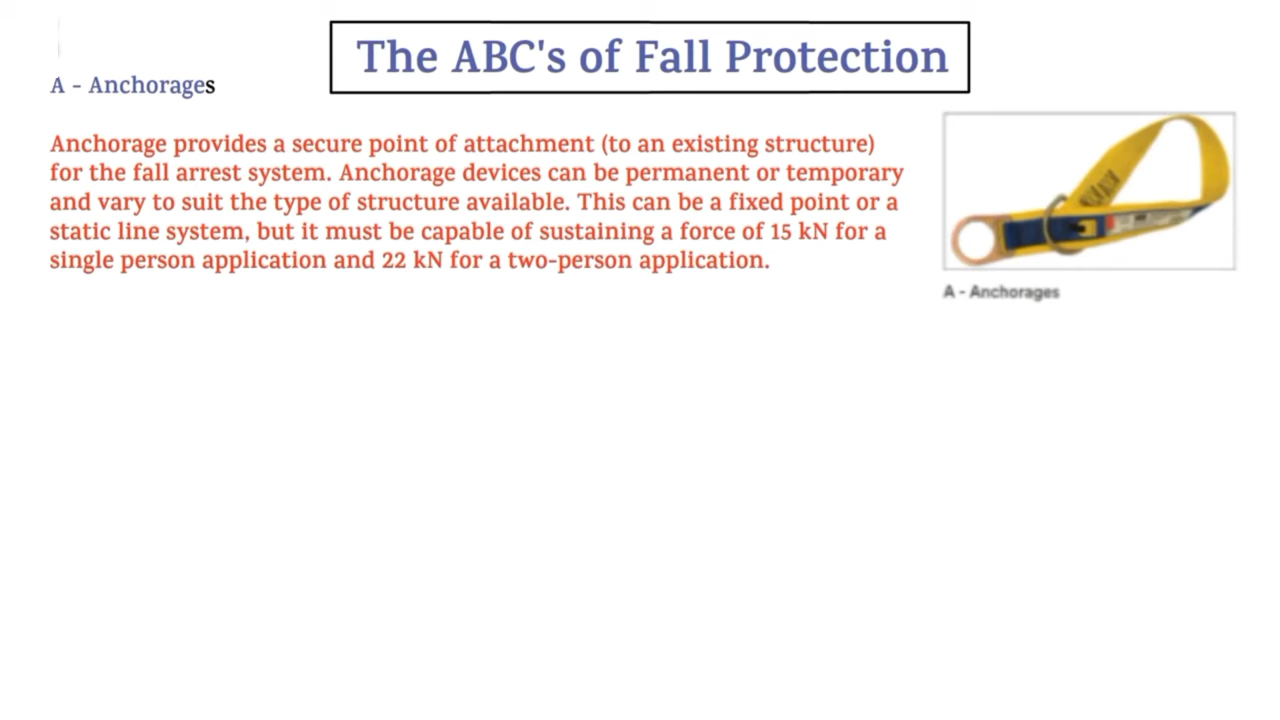 The ABC's of Fall Protection
A - Anchorages
Anchorage provides a secure point of attachment (to an existing structure)
for the fall arrest system. Anchorage devices can be permanent or temporary
and vary to suit the type of structure available. This can be a fixed point or a
static line system, but it must be capable of sustaining a force of 15 kN for a
single person application and 22 kN for a two-person application.
A - Anchorages